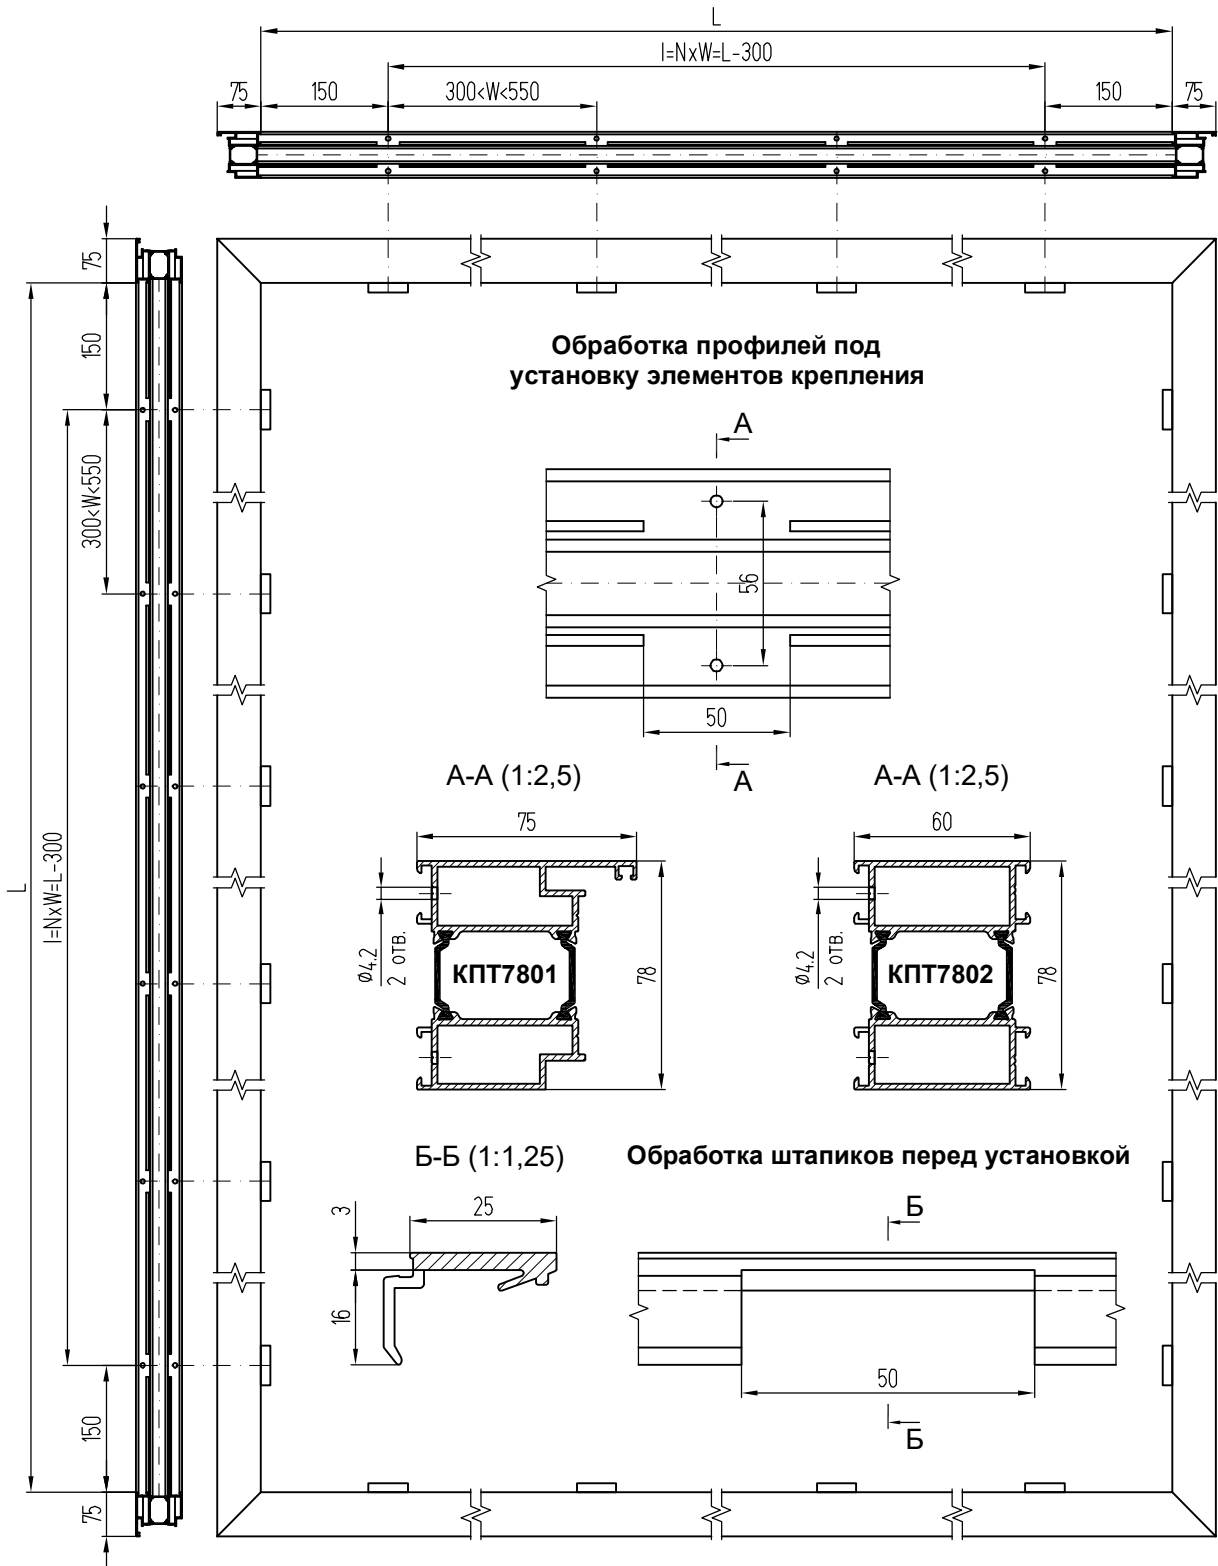 L
l=NxW=L-300
75
150
300<W<550
150
75
75
150
300<W<550
l=NxW=L-300
L
150
75
Обработка профилей под
установку элементов крепления
А
56
50
А
А-А (1:2,5)
А-А (1:2,5)
75
60
Ø4.2
2 ОТВ.
КПТ7801
78
Ø4.2
2 ОТВ.
КПТ7802
78
Б-Б (1:1,25)
Обработка штапиков перед установкой
3
25
16
Б
50
Б